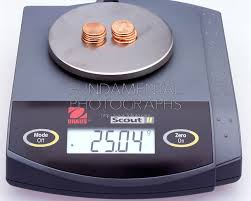 FUNDAMENTAL
PHOTOGRAPHS
OHAUS
Scout II
Mode
Off
Zero
On
25.04 g